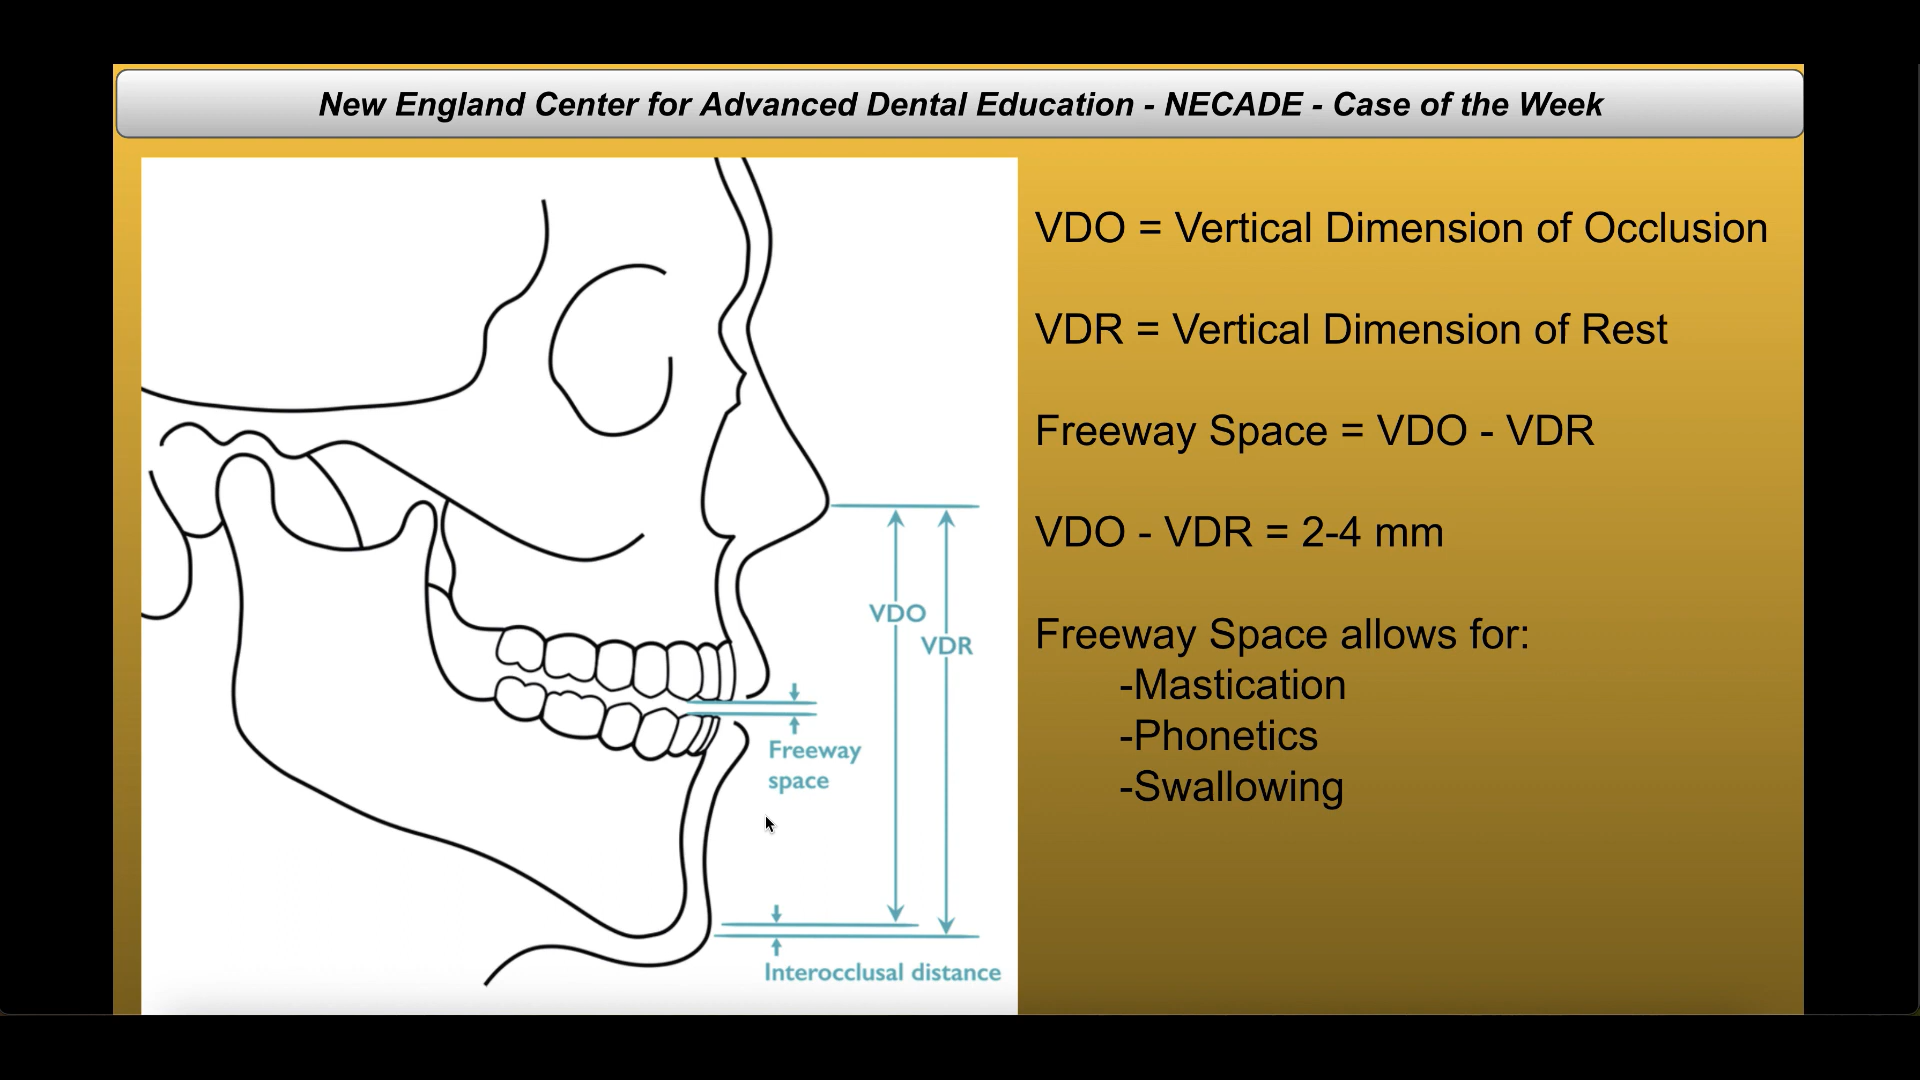 New England Center for Advanced Dental Education - NECADE - Case of the Week
VDO
VDR
Freeway
space
Interocclusal distance
VDO = Vertical Dimension of Occlusion
VDR = Vertical Dimension of Rest
Freeway Space = VDO - VDR
VDO - VDR = 2-4 mm
Freeway Space allows for:
-Mastication
-Phonetics
-Swallowing